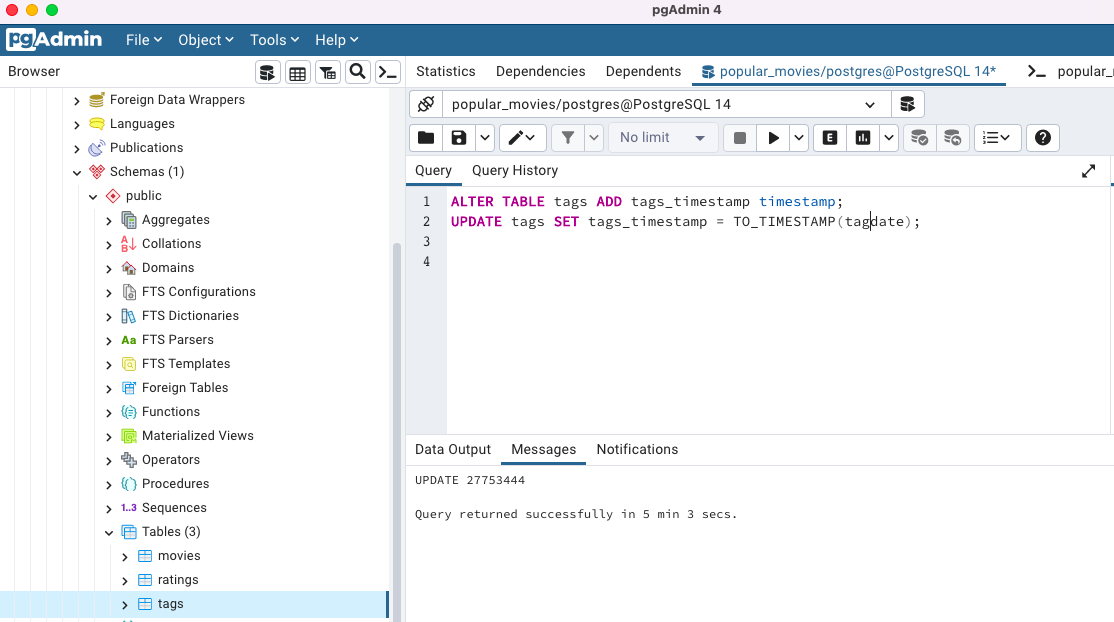 pgAdmin 4
pgAdmin File Object Tools Help
Browser
Statistics Dependencies Dependents popular_movies/postgres@PostgreSQL 14* popular_
popular_movies/postgres@PostgreSQL 14
No limit
E
Query Query History
1 ALTER TABLE tags ADD tags_timestamp timestamp;
2 UPDATE tags SET tags_timestamp = TO_TIMESTAMP(tagdate);
3
4
Foreign Data Wrappers
Languages
Publications
Schemas (1)
public
Aggregates
Collations
Domains
FTS Configurations
FTS Dictionaries
Aa FTS Parsers
FTS Templates
Foreign Tables
Functions
Materialized Views
Operators
Procedures
1..3 Sequences
Tables (3)
movies
ratings
tags
Data Output Messages Notifications
UPDATE 27753444
Query returned successfully in 5 min 3 secs.